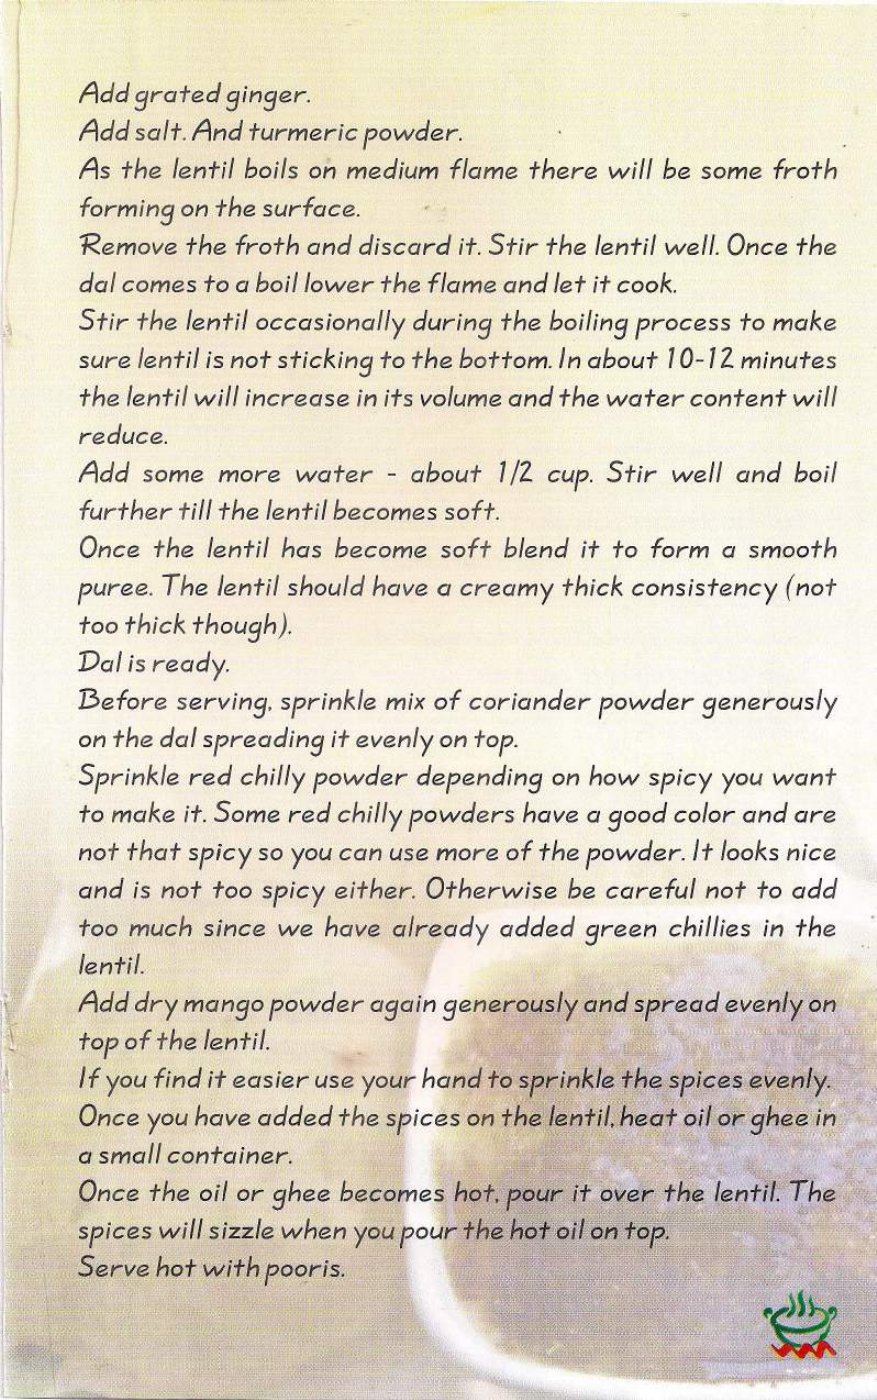 Add grated ginger.
Add salt. And turmeric powder.
As the lentil boils on medium flame there will be some froth
forming on the surface.
Remove the froth and discard it. Stir the lentil well. Once the
dal comes to a boil lower the flame and let it cook.
Stir the lentil occasionally during the boiling process to make
sure lentil is not sticking to the bottom. In about 10-12 minutes
the lentil will increase in its volume and the water content will
reduce.
Add some more water - about 1/2 cup. Stir well and boil
further till the lentil becomes soft.
Once the lentil has become soft blend it to form a smooth
puree. The lentil should have a creamy thick consistency (not
too thick though).
Dal is ready.
Before serving, sprinkle mix of coriander powder generously
on the dal spreading it evenly on top.
Sprinkle red chilly powder depending on how spicy you want
to make it. Some red chilly powders have a good color and are
not that spicy so you can use more of the powder. It looks nice
and is not too spicy either. Otherwise be careful not to add
too much since we have already added green chillies in the
lentil.
Add dry mango powder again generously and spread evenly on
top of the lentil.
If you find it easier use your hand to sprinkle the spices evenly.
Once you have added the spices on the lentil, heat oil or ghee in
a small container.
Once the oil or ghee becomes hot, pour it over the lentil. The
spices will sizzle when you pour the hot oil on top.
Serve hot with pooris.